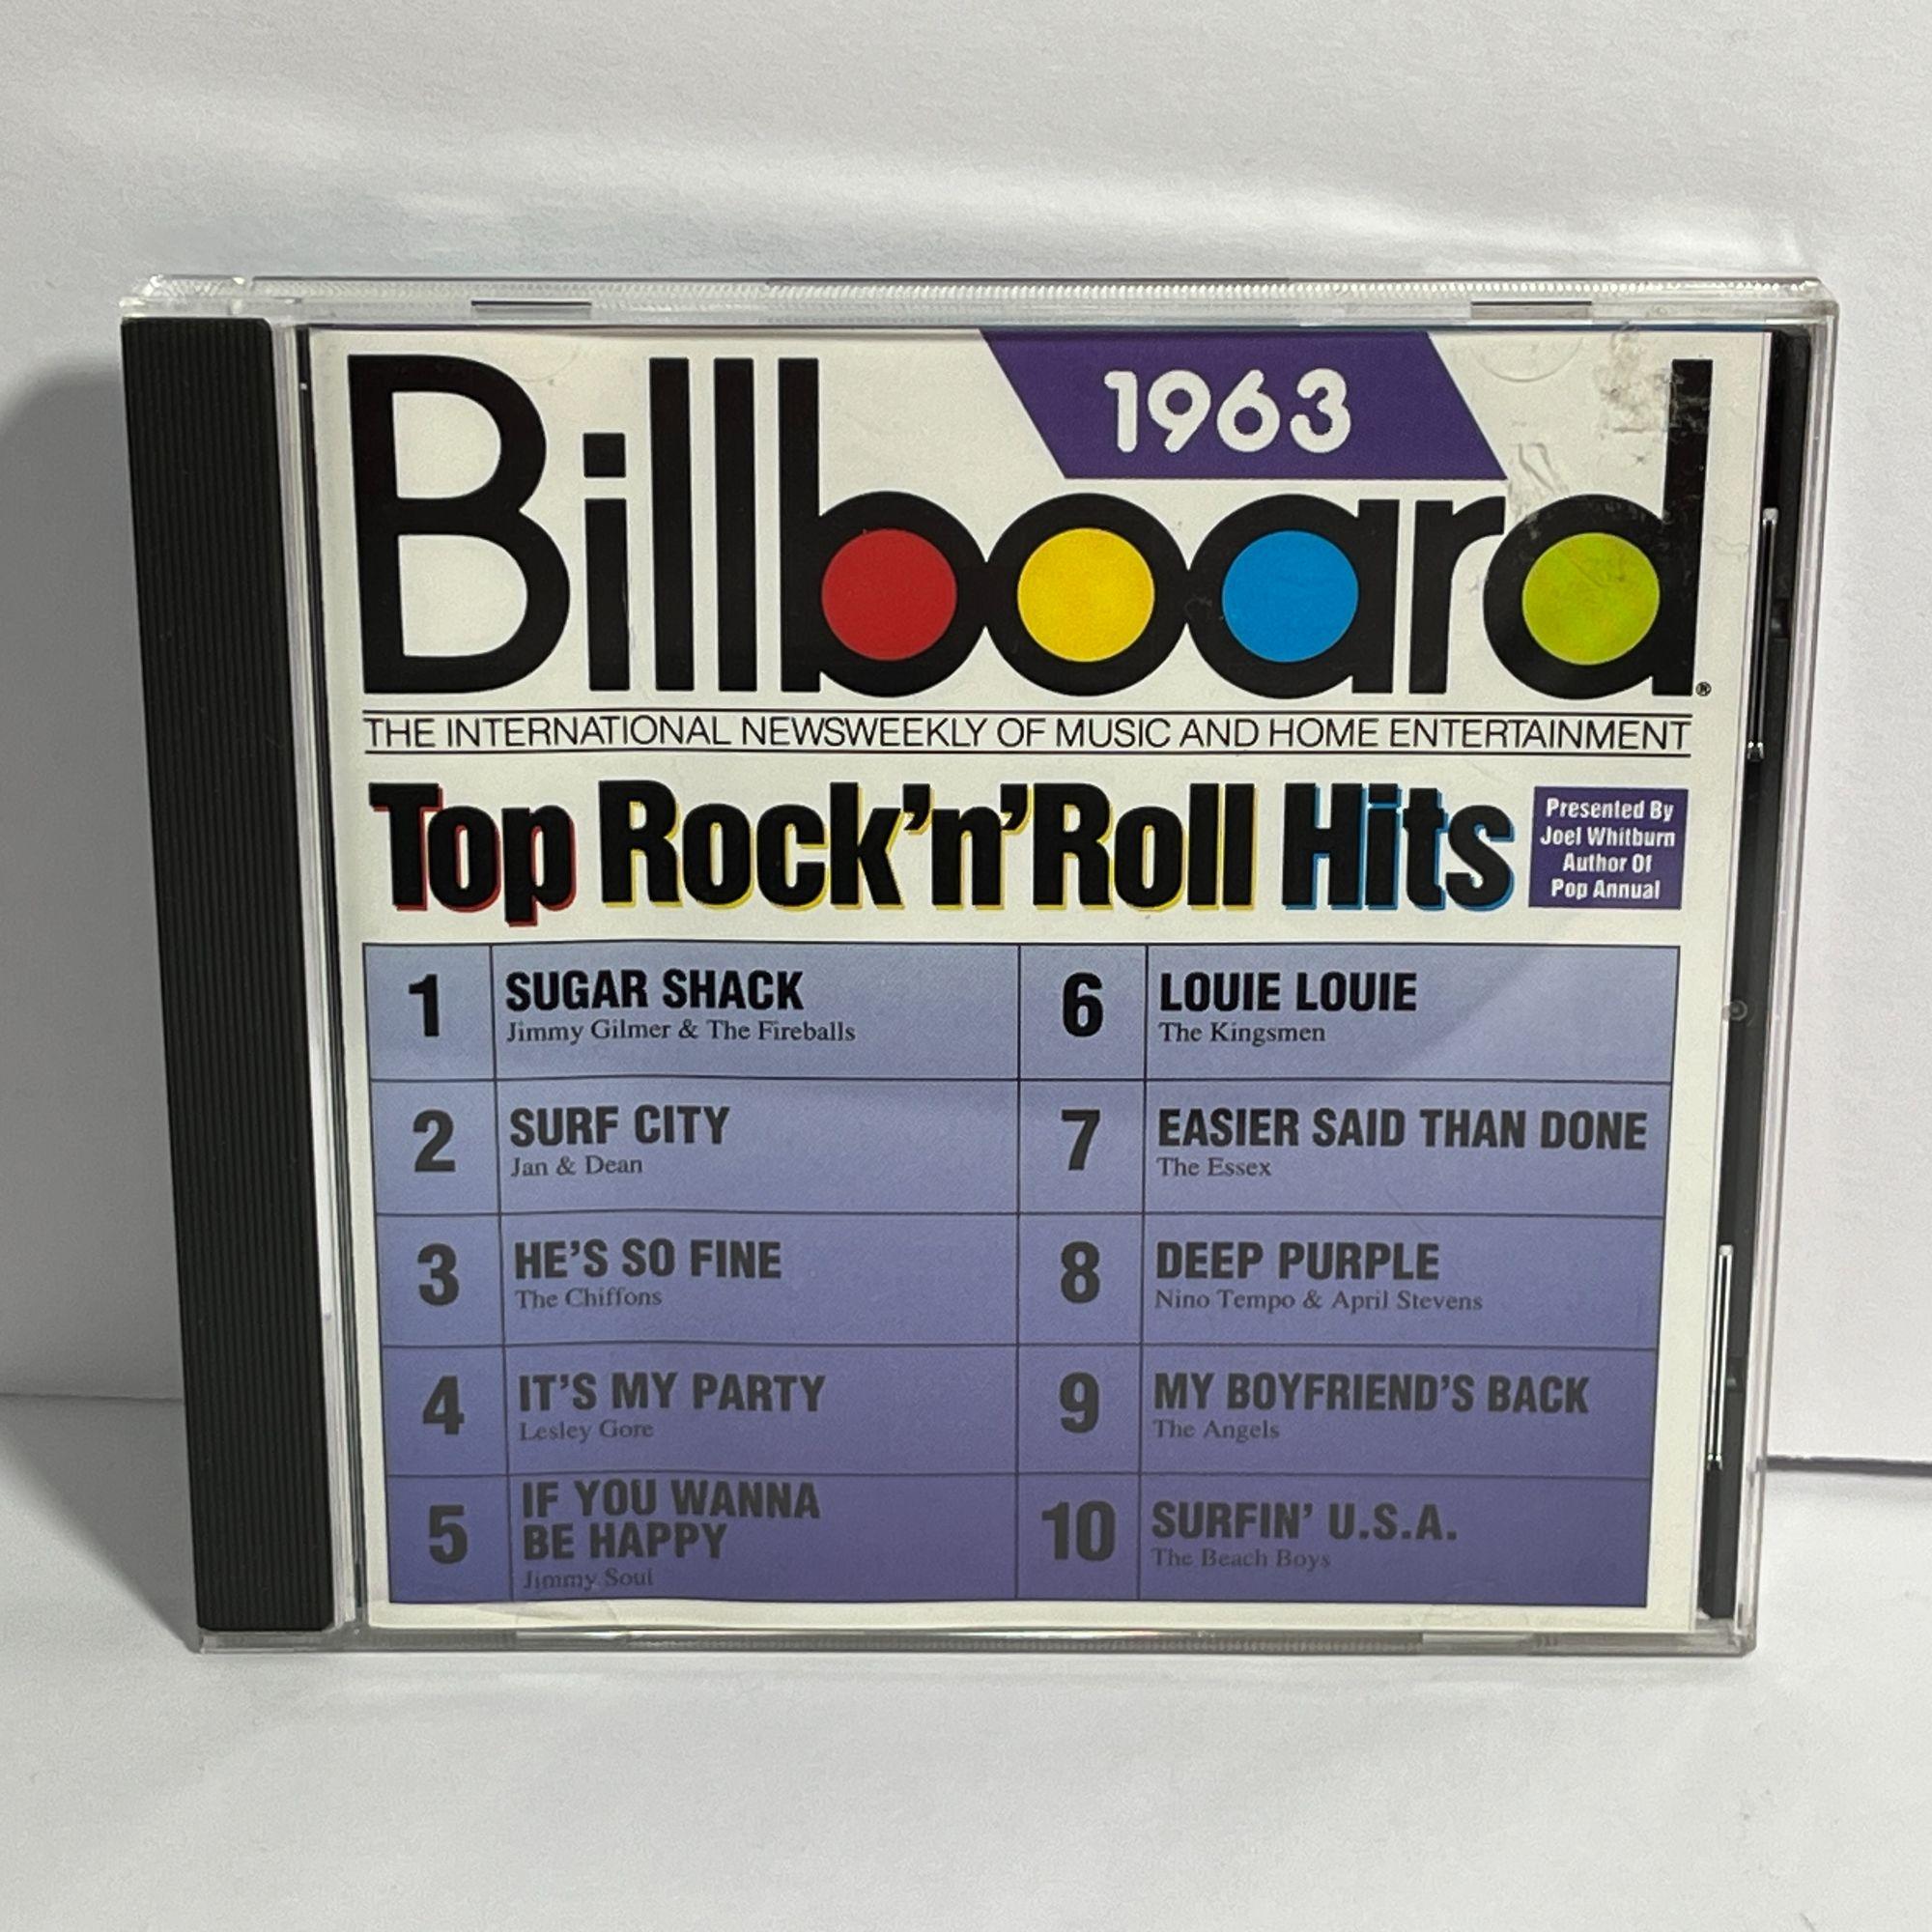 1963
Billboard®
THE INTERNATIONAL NEWSWEEKLY OF MUSIC AND HOME ENTERTAINMENT
Top Rock'n'Roll Hits
Presented By
Joel Whitburn
Author Of
Pop Annual
1
SUGAR SHACK
Jimmy Gilmer & The Fireballs
2
SURF CITY
Jan & Dean
3
HE'S SO FINE
The Chiffons
4
IT'S MY PARTY
Lesley Gore
5
IF YOU WANNA
BE HAPPY
Jimmy Soul
6
LOUIE LOUIE
The Kingsmen
7
EASIER SAID THAN DONE
The Essex
8
DEEP PURPLE
Nino Tempo & April Stevens
9
MY BOYFRIEND'S BACK
The Angels
10
SURFIN' U.S.A.
The Beach Boys